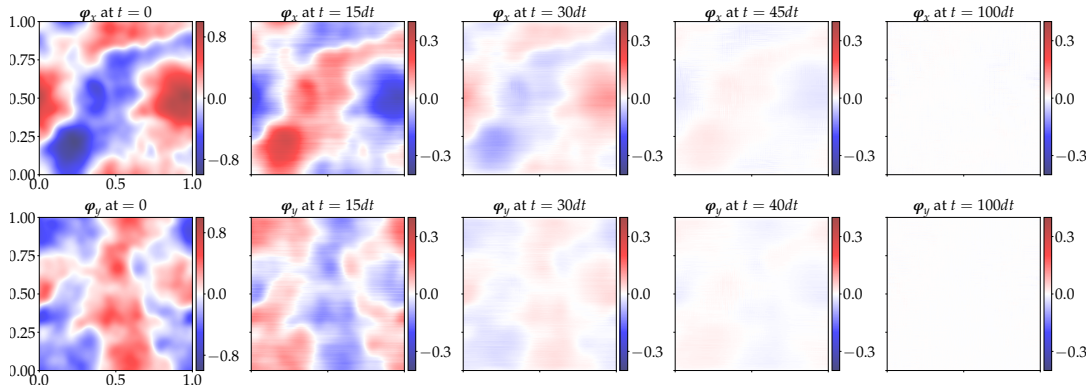 φx at t = 0 φx at t = 15dt φx at t = 30dt φx at t = 45dt φx at t = 100dt
1.00 0.8 0.3 0.3 0.3 0.3
0.75
0.50 0.0 0.0 0.0 0.0 0.0
0.25
−0.8 −0.3 −0.3 −0.3 −0.3
0.00
0.0 0.5 1.0
φy at = 0 φy at t = 15dt φy at t = 30dt φy at t = 40dt φy at t = 100dt
1.00 0.8 0.3 0.3 0.3 0.3
0.75
0.50 0.0 0.0 0.0 0.0 0.0
0.25
−0.8 −0.3 −0.3 −0.3 −0.3
0.00
0.0 0.5 1.0